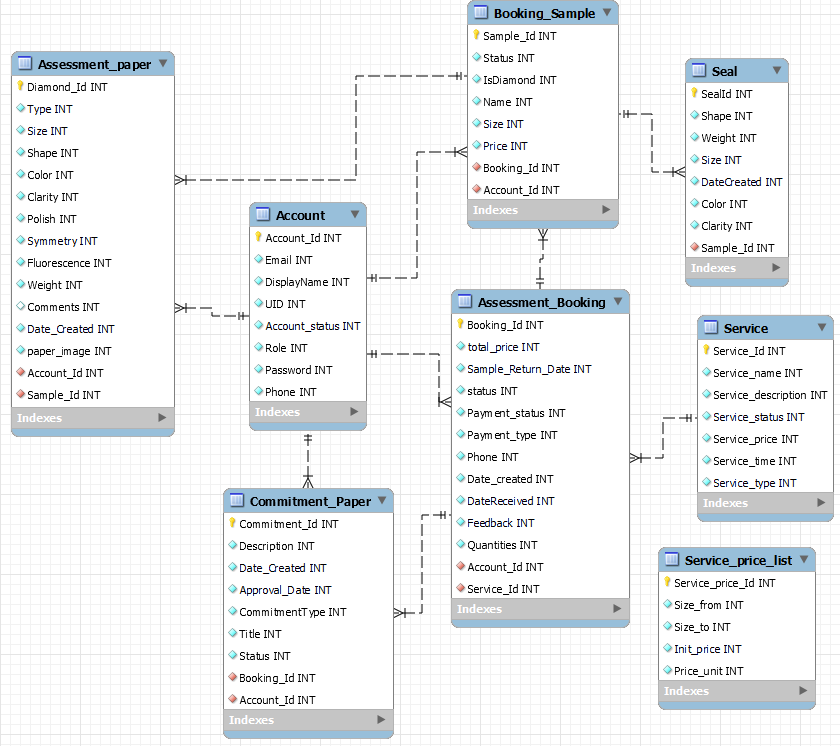 Booking_Sample
Sample_Id INT
Status INT
IsDiamond INT
Name INT
Size INT
Price INT
Booking_Id INT
Account_Id INT
Indexes
Assessment_paper
Diamond_Id INT
Type INT
Size INT
Shape INT
Color INT
Clarity INT
Polish INT
Symmetry INT
Fluorescence INT
Weight INT
Comments INT
Date_Created INT
paper_image INT
Account_Id INT
Sample_Id INT
Indexes
Seal
SealId INT
Shape INT
Weight INT
Size INT
DateCreated INT
Color INT
Clarity INT
Sample_Id INT
Indexes
Account
Account_Id INT
Email INT
DisplayName INT
UID INT
Account_status INT
Role INT
Password INT
Phone INT
Indexes
Assessment_Booking
Booking_Id INT
total_price INT
Sample_Return_Date INT
status INT
Payment_status INT
Payment_type INT
Phone INT
Date_created INT
DateReceived INT
Feedback INT
Quantities INT
Account_Id INT
Service_Id INT
Indexes
Service
Service_Id INT
Service_name INT
Service_description INT
Service_status INT
Service_price INT
Service_time INT
Service_type INT
Indexes
Commitment_Paper
Commitment_Id INT
Description INT
Date_Created INT
Approval_Date INT
CommitmentType INT
Title INT
Status INT
Booking_Id INT
Account_Id INT
Indexes
Service_price_list
Service_price_Id INT
Size_from INT
Size_to INT
Init_price INT
Price_unit INT
Indexes